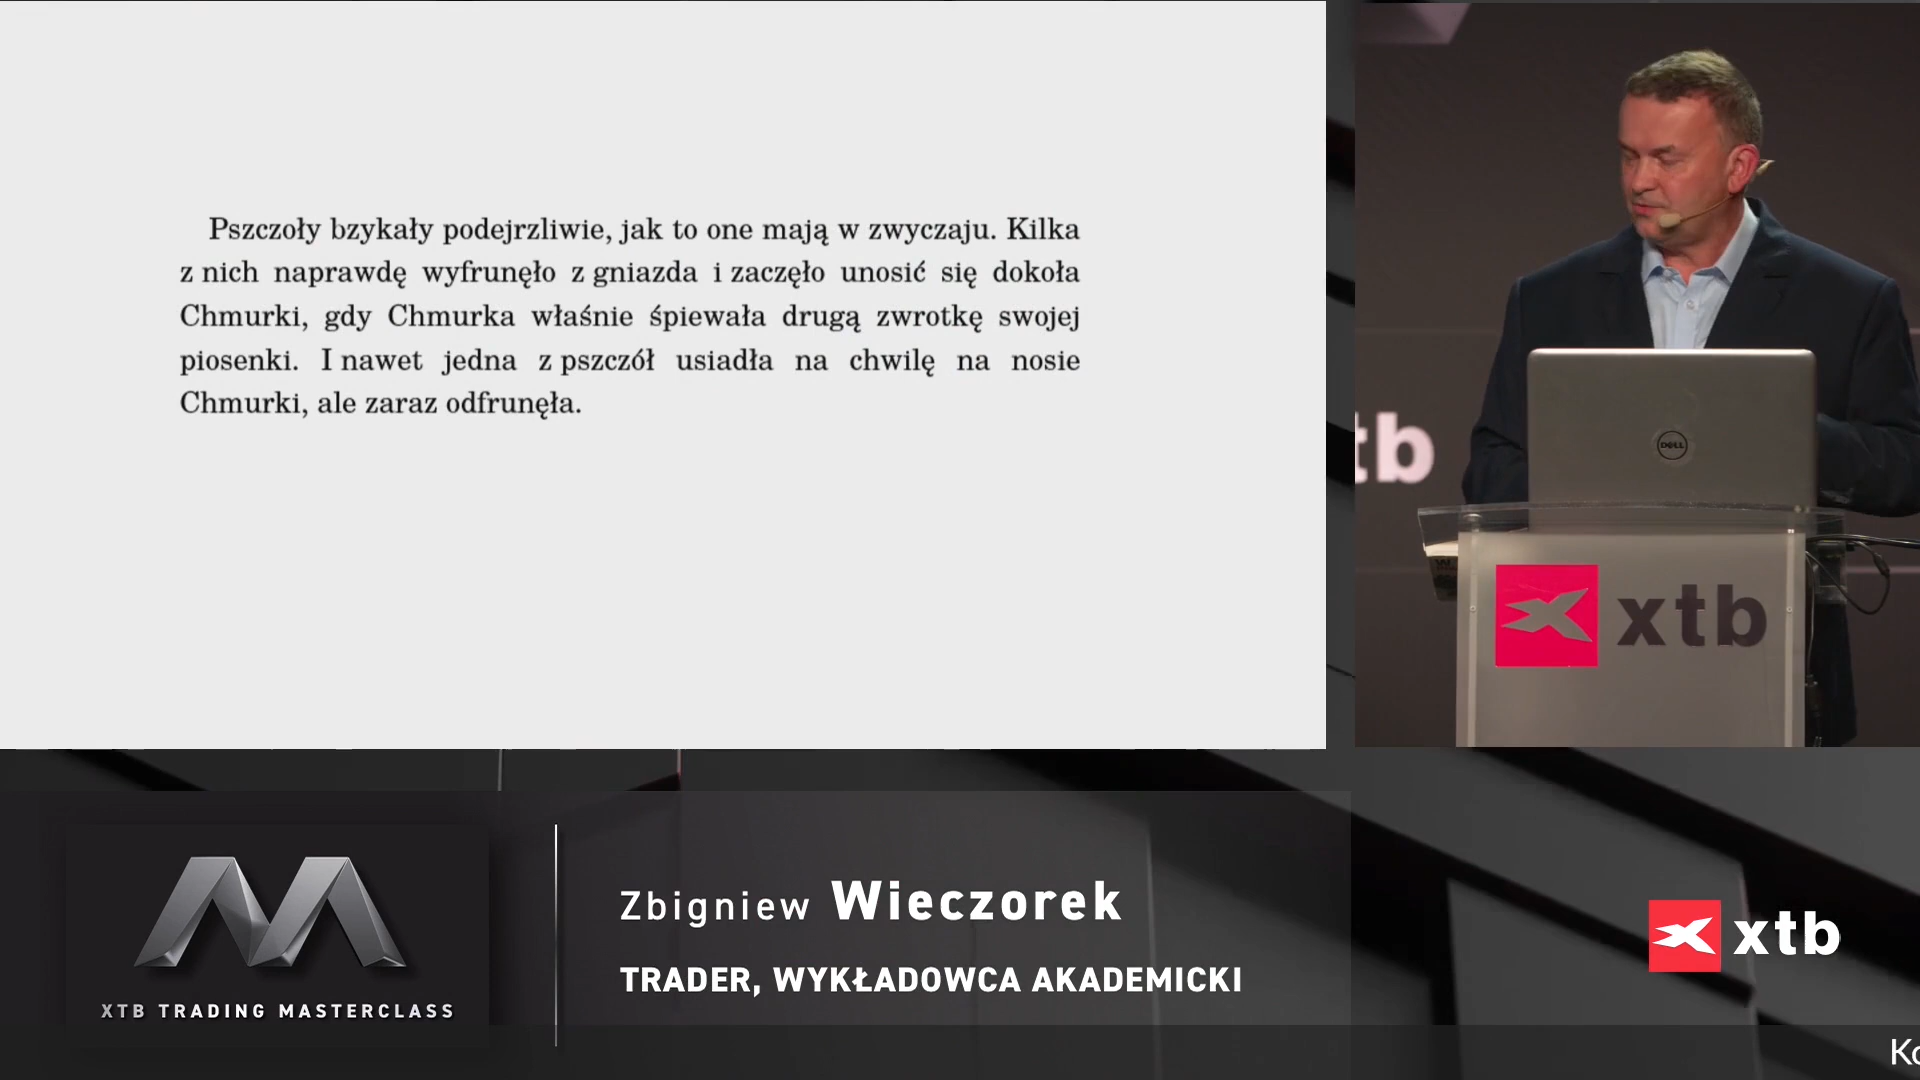 Pszczoły bzykały podejrzliwie, jak to one mają w zwyczaju. Kilka
z nich naprawdę wyfrunęło z gniazda i zaczęło unosić się dokoła
Chmurki, gdy Chmurka właśnie śpiewała drugą zwrotkę swojej
piosenki. I nawet jedna z pszczół usiadła na chwilę na nosie
Chmurki, ale zaraz odfrunęła.
tb
DELL
xtb
Zbigniew Wieczorek
TRADER, WYKŁADOWCA AKADEMICKI
XTB TRADING MASTERCLASS
xtb